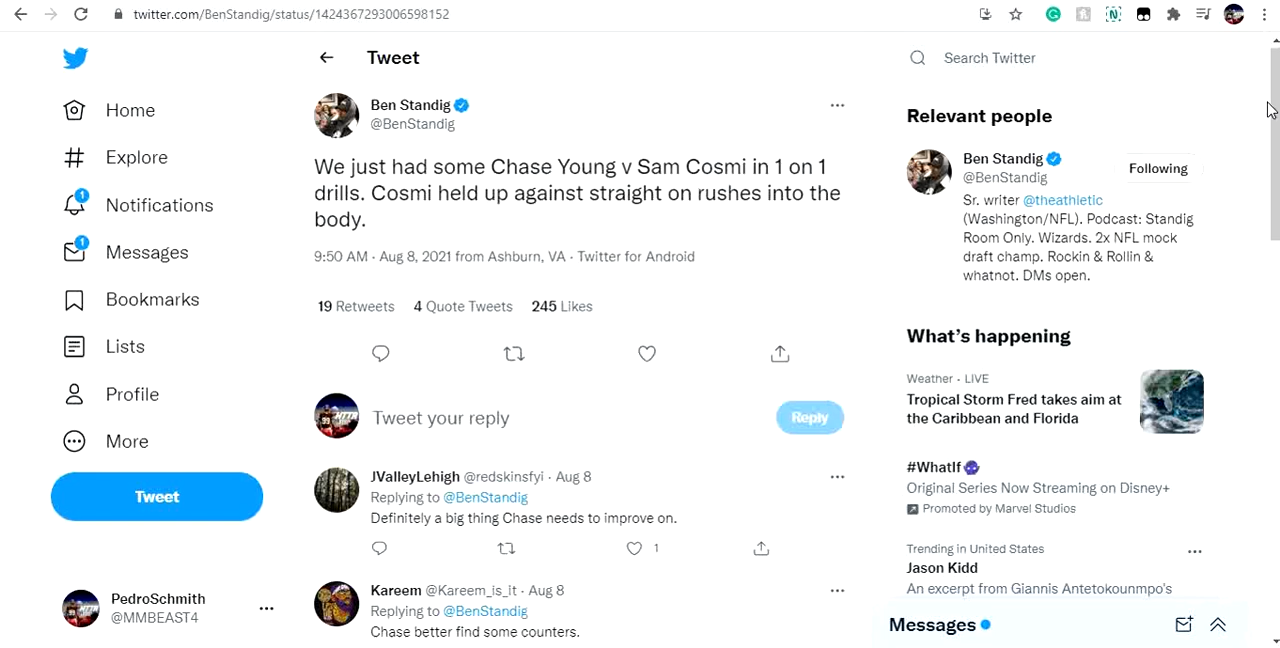 twitter.com/BenStandig/status/1424367293006598152
Home
Explore
1
Notifications
1
Messages
Bookmarks
Lists
Profile
More
Tweet
PedroSchmith
@MMBEAST4
Tweet
Ben Standig
@BenStandig
We just had some Chase Young v Sam Cosmi in 1 on 1
drills. Cosmi held up against straight on rushes into the
body.
9:50 AM · Aug 8, 2021 from Ashburn, VA · Twitter for Android
19 Retweets 4 Quote Tweets 245 Likes
Tweet your reply
Reply
JValleyLehigh @redskinsfyi · Aug 8
Replying to @BenStandig
Definitely a big thing Chase needs to improve on.
1
Kareem @Kareem_is_it · Aug 8
Replying to @BenStandig
Chase better find some counters.
Search Twitter
Relevant people
Ben Standig
@BenStandig
Following
Sr. writer @theathletic
(Washington/NFL). Podcast: Standig
Room Only. Wizards. 2x NFL mock
draft champ. Rockin & Rollin &
whatnot. DMs open.
What's happening
Weather · LIVE
Tropical Storm Fred takes aim at
the Caribbean and Florida
#WhatIf
Original Series Now Streaming on Disney+
Promoted by Marvel Studios
Trending in United States
Jason Kidd
An excerpt from Giannis Antetokounmpo's
Messages